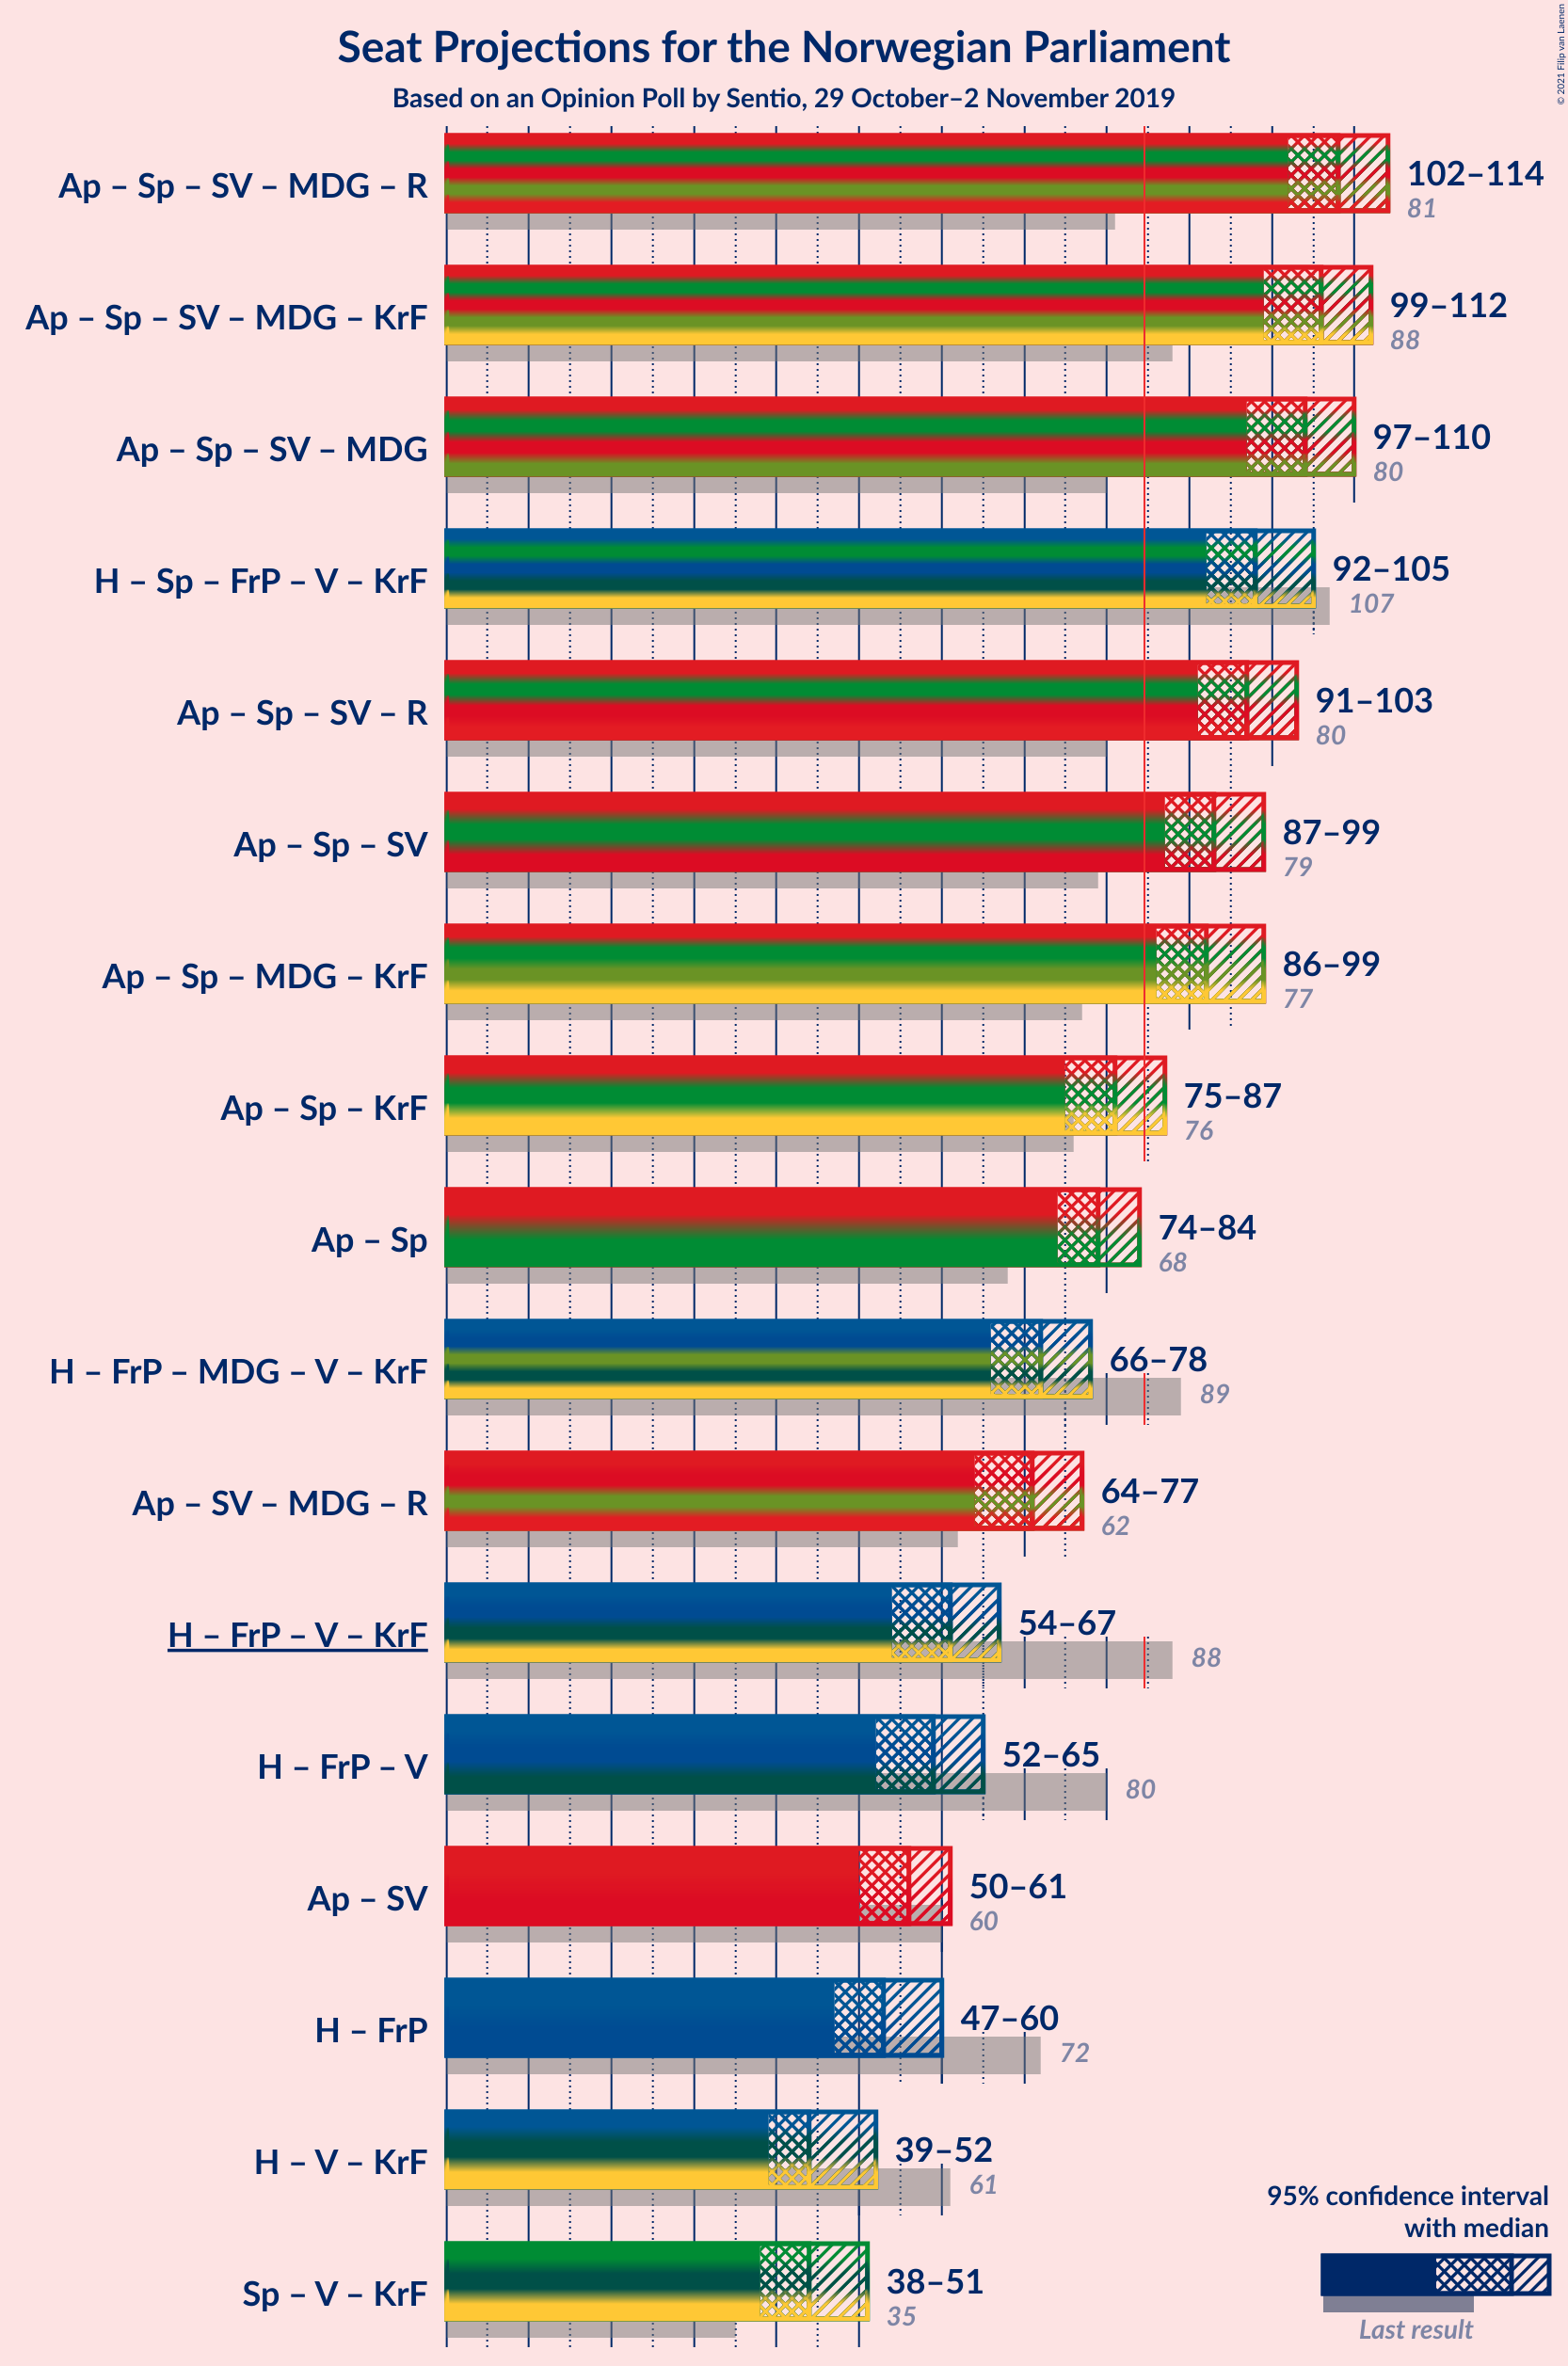 Seat Projections for the Norwegian Parliament
Based on an Opinion Poll by Sentio, 29 October–2 November 2019
© 2021 Filip van Laenen
Ap – Sp – SV – MDG – R
102–114
81
Ap – Sp – SV – MDG – KrF
99–112
88
Ap – Sp – SV – MDG
97–110
80
H – Sp – FrP – V – KrF
92–105
107
Ap – Sp – SV – R
91–103
80
Ap – Sp – SV
87–99
79
Ap – Sp – MDG – KrF
86–99
77
Ap – Sp – KrF
75–87
76
Ap – Sp
74–84
68
H – FrP – MDG – V – KrF
66–78
89
Ap – SV – MDG – R
64–77
62
H – FrP – V – KrF
54–67
88
H – FrP – V
52–65
80
Ap – SV
50–61
60
H – FrP
47–60
72
H – V – KrF
39–52
61
Sp – V – KrF
38–51
35
95% confidence interval
with median
Last result